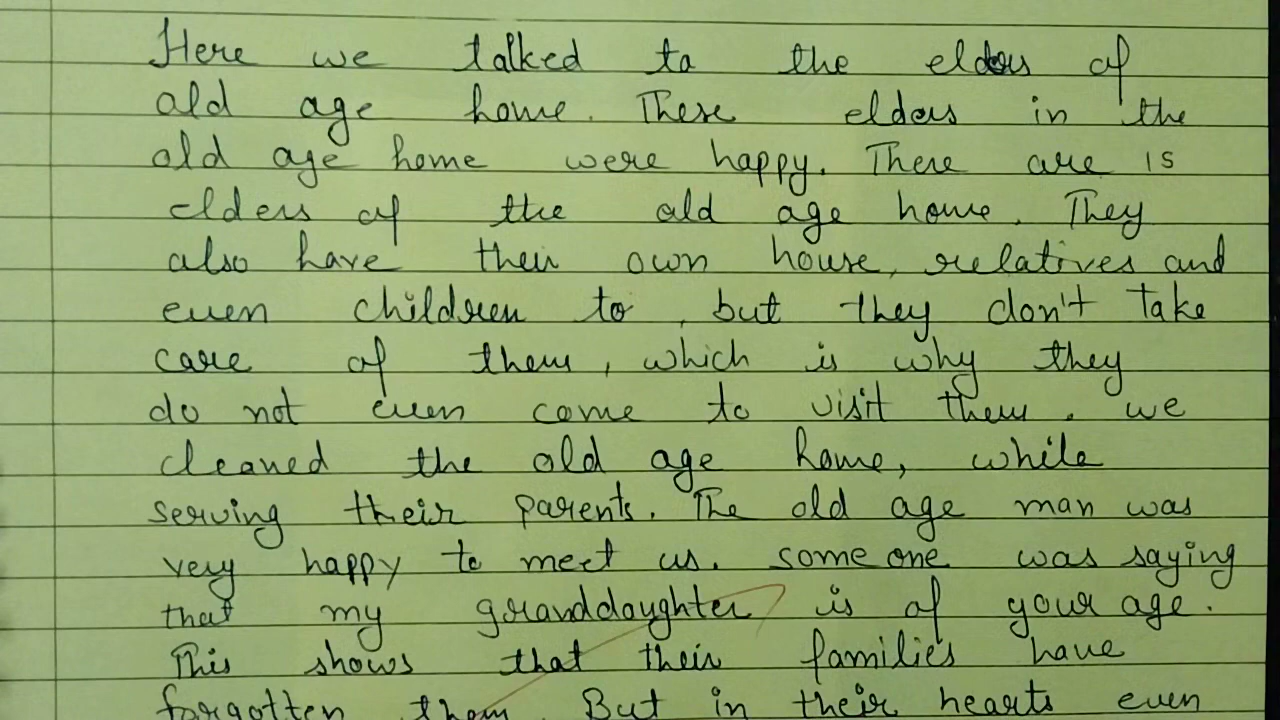 Here we talked to the elders of
old age home. These elders in the
old age home were happy. There are 15
elders of the old age home. They
also have their own house, relatives and
even children to, but they don't take
care of them, which is why they
do not even come to visit them. we
cleaned the old age home, while
serving their parents. The old age man was
very happy to meet us. some one was saying
that my granddaughter is of your age.
This shows that their families have
forgotten them. But in their hearts even